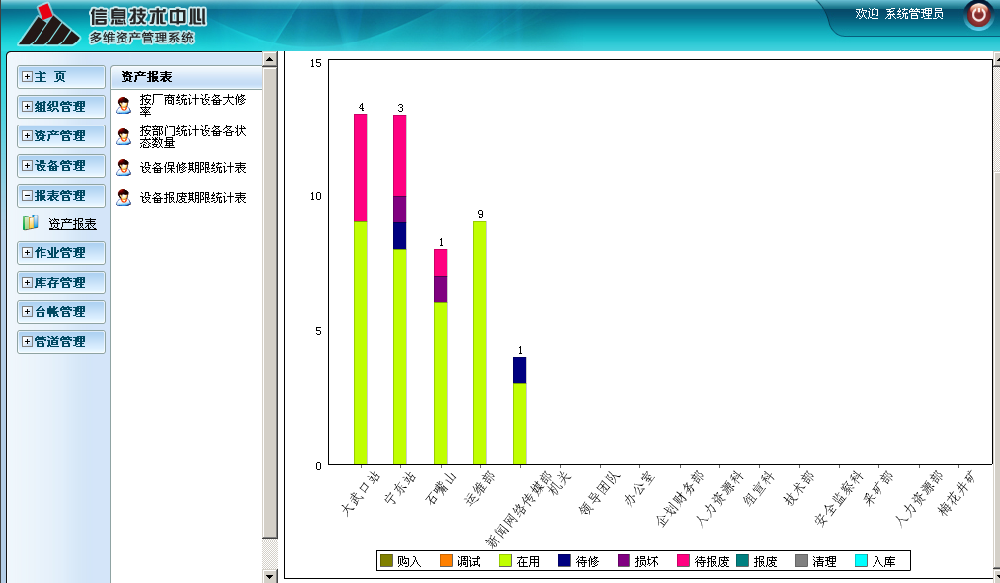 信息技术中心
多维资产管理系统
欢迎 系统管理员
主 页
组织管理
资产管理
设备管理
报表管理
资产报表
作业管理
库存管理
台帐管理
管道管理
资产报表
按厂商统计设备大修
率
按部门统计设备各状
态数量
设备保修期限统计表
设备报废期限统计表
15
10
5
0
4
3
1
9
1
大武口站
宁东站
石嘴山
运维部
新闻网络传媒部
机关
领导团队
办公室
企划财务部
人力资源科
组宣科
技术部
安全监察科
采矿部
人力资源部
梅花井矿
购入 调试 在用 待修 损坏 待报废 报废 清理 入库